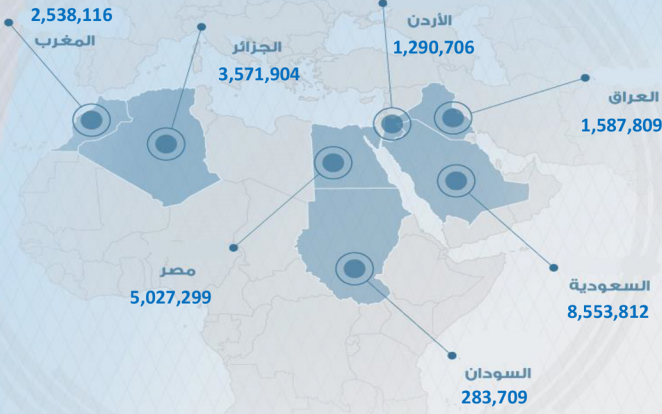 2,538,116
المغرب
الجزائر
3,571,904
الأردن
1,290,706
العراق
1,587,809
مصر
5,027,299
السعودية
8,553,812
السودان
283,709